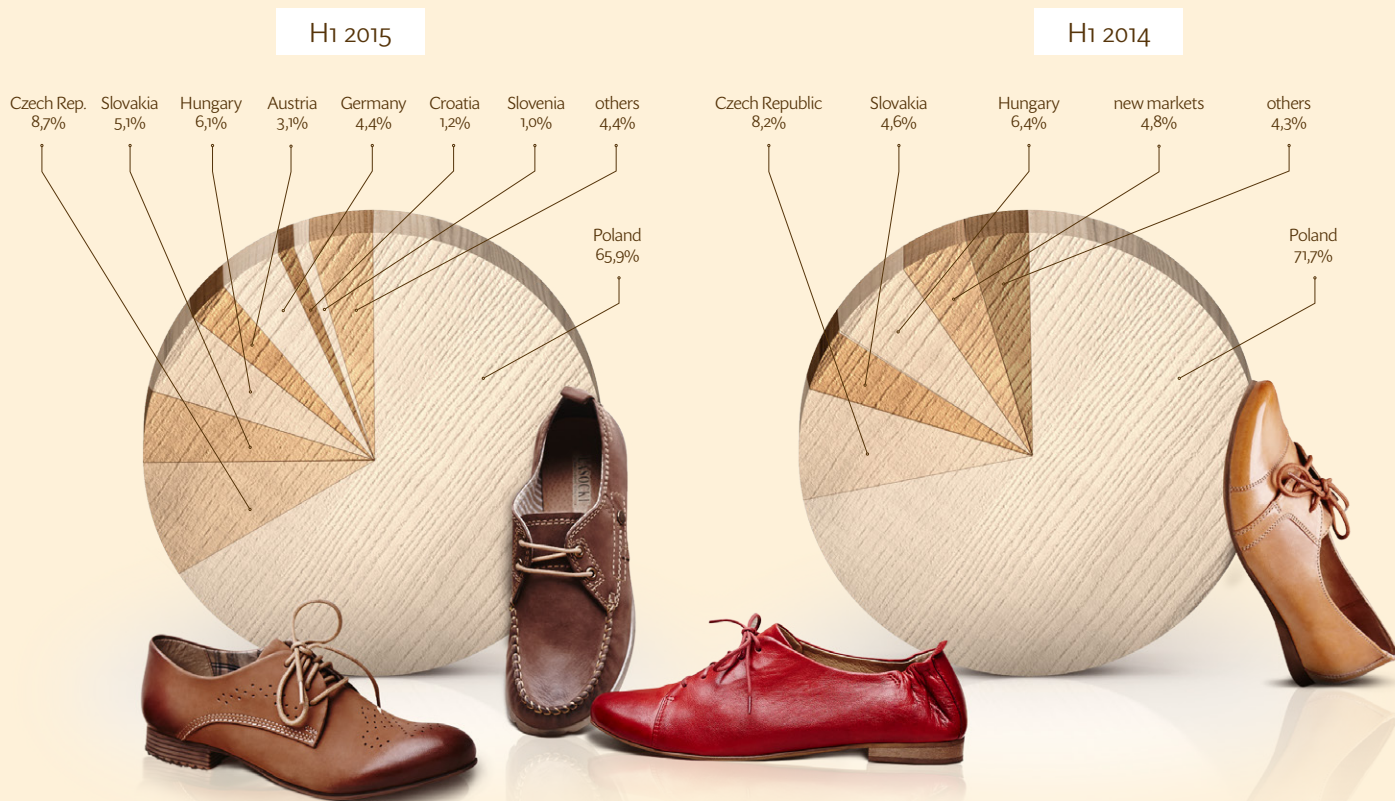 H1 2015
H1 2014
Czech Rep.
8,7%
Slovakia
5,1%
Hungary
6,1%
Austria
3,1%
Germany
4,4%
Croatia
1,2%
Slovenia
1,0%
others
4,4%
Poland
65,9%
Czech Republic
8,2%
Slovakia
4,6%
Hungary
6,4%
new markets
4,8%
others
4,3%
Poland
71,7%